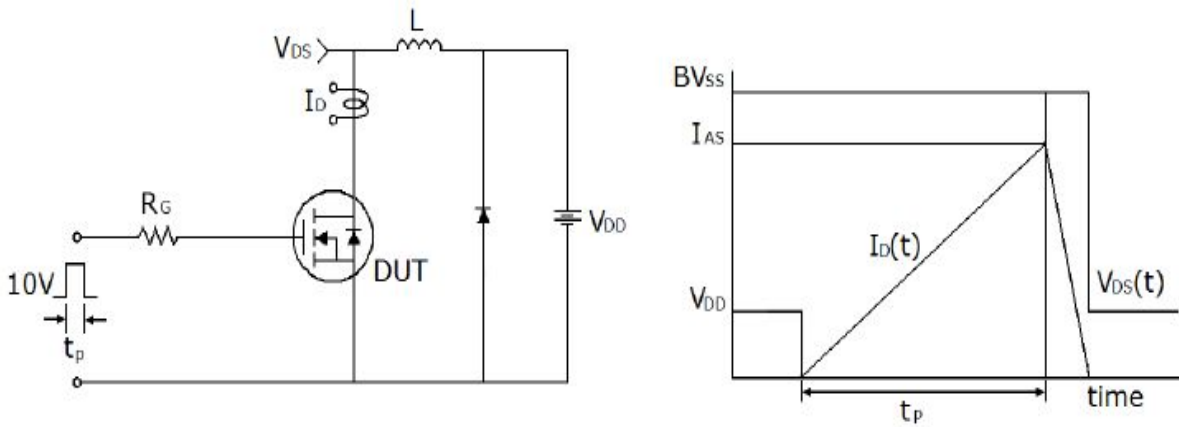 L
VDS
ID
RG
10V
tp
DUT
VDD
BVSS
IAS
VDD
ID(t)
VDS(t)
tP
time